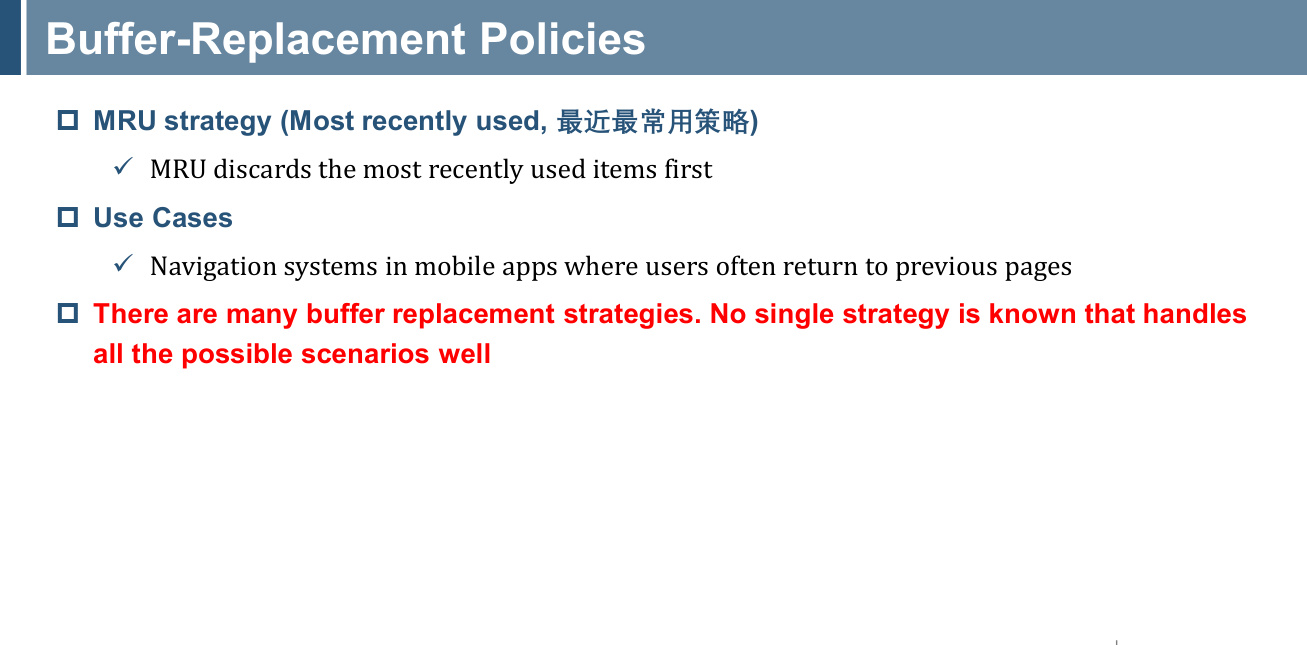 Buffer-Replacement Policies
MRU strategy (Most recently used, 最近最常用策略)
MRU discards the most recently used items first
Use Cases
Navigation systems in mobile apps where users often return to previous pages
There are many buffer replacement strategies. No single strategy is known that handles
all the possible scenarios well